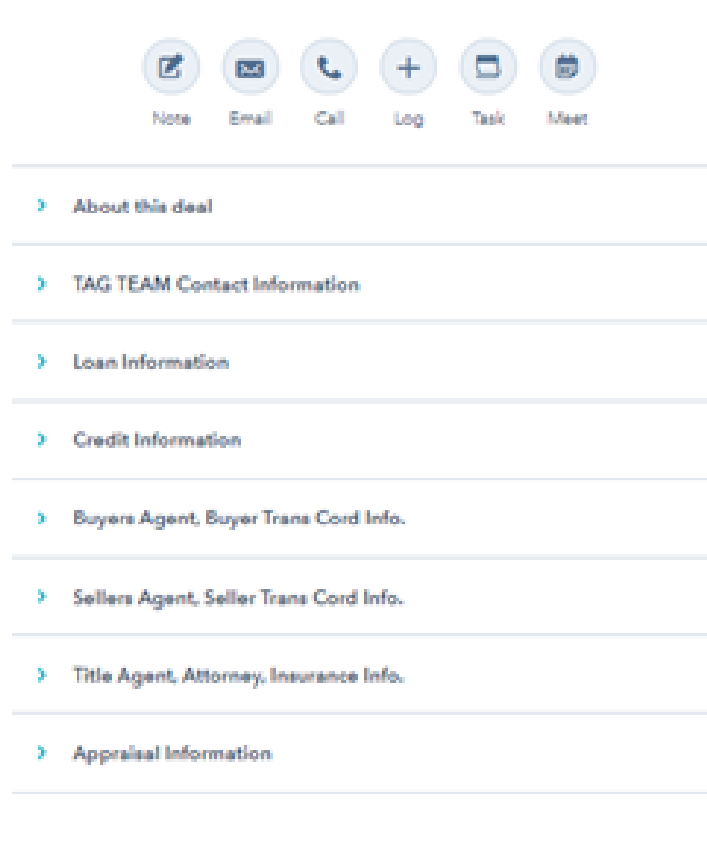 Note Email Call Log Task Meet
About this deal
TAG TEAM Contact Information
Loan Information
Credit Information
Buyers Agent, Buyer Trans Cord Info.
Sellers Agent, Seller Trans Cord Info.
Title Agent, Attorney, Insurance Info.
Appraisal Information